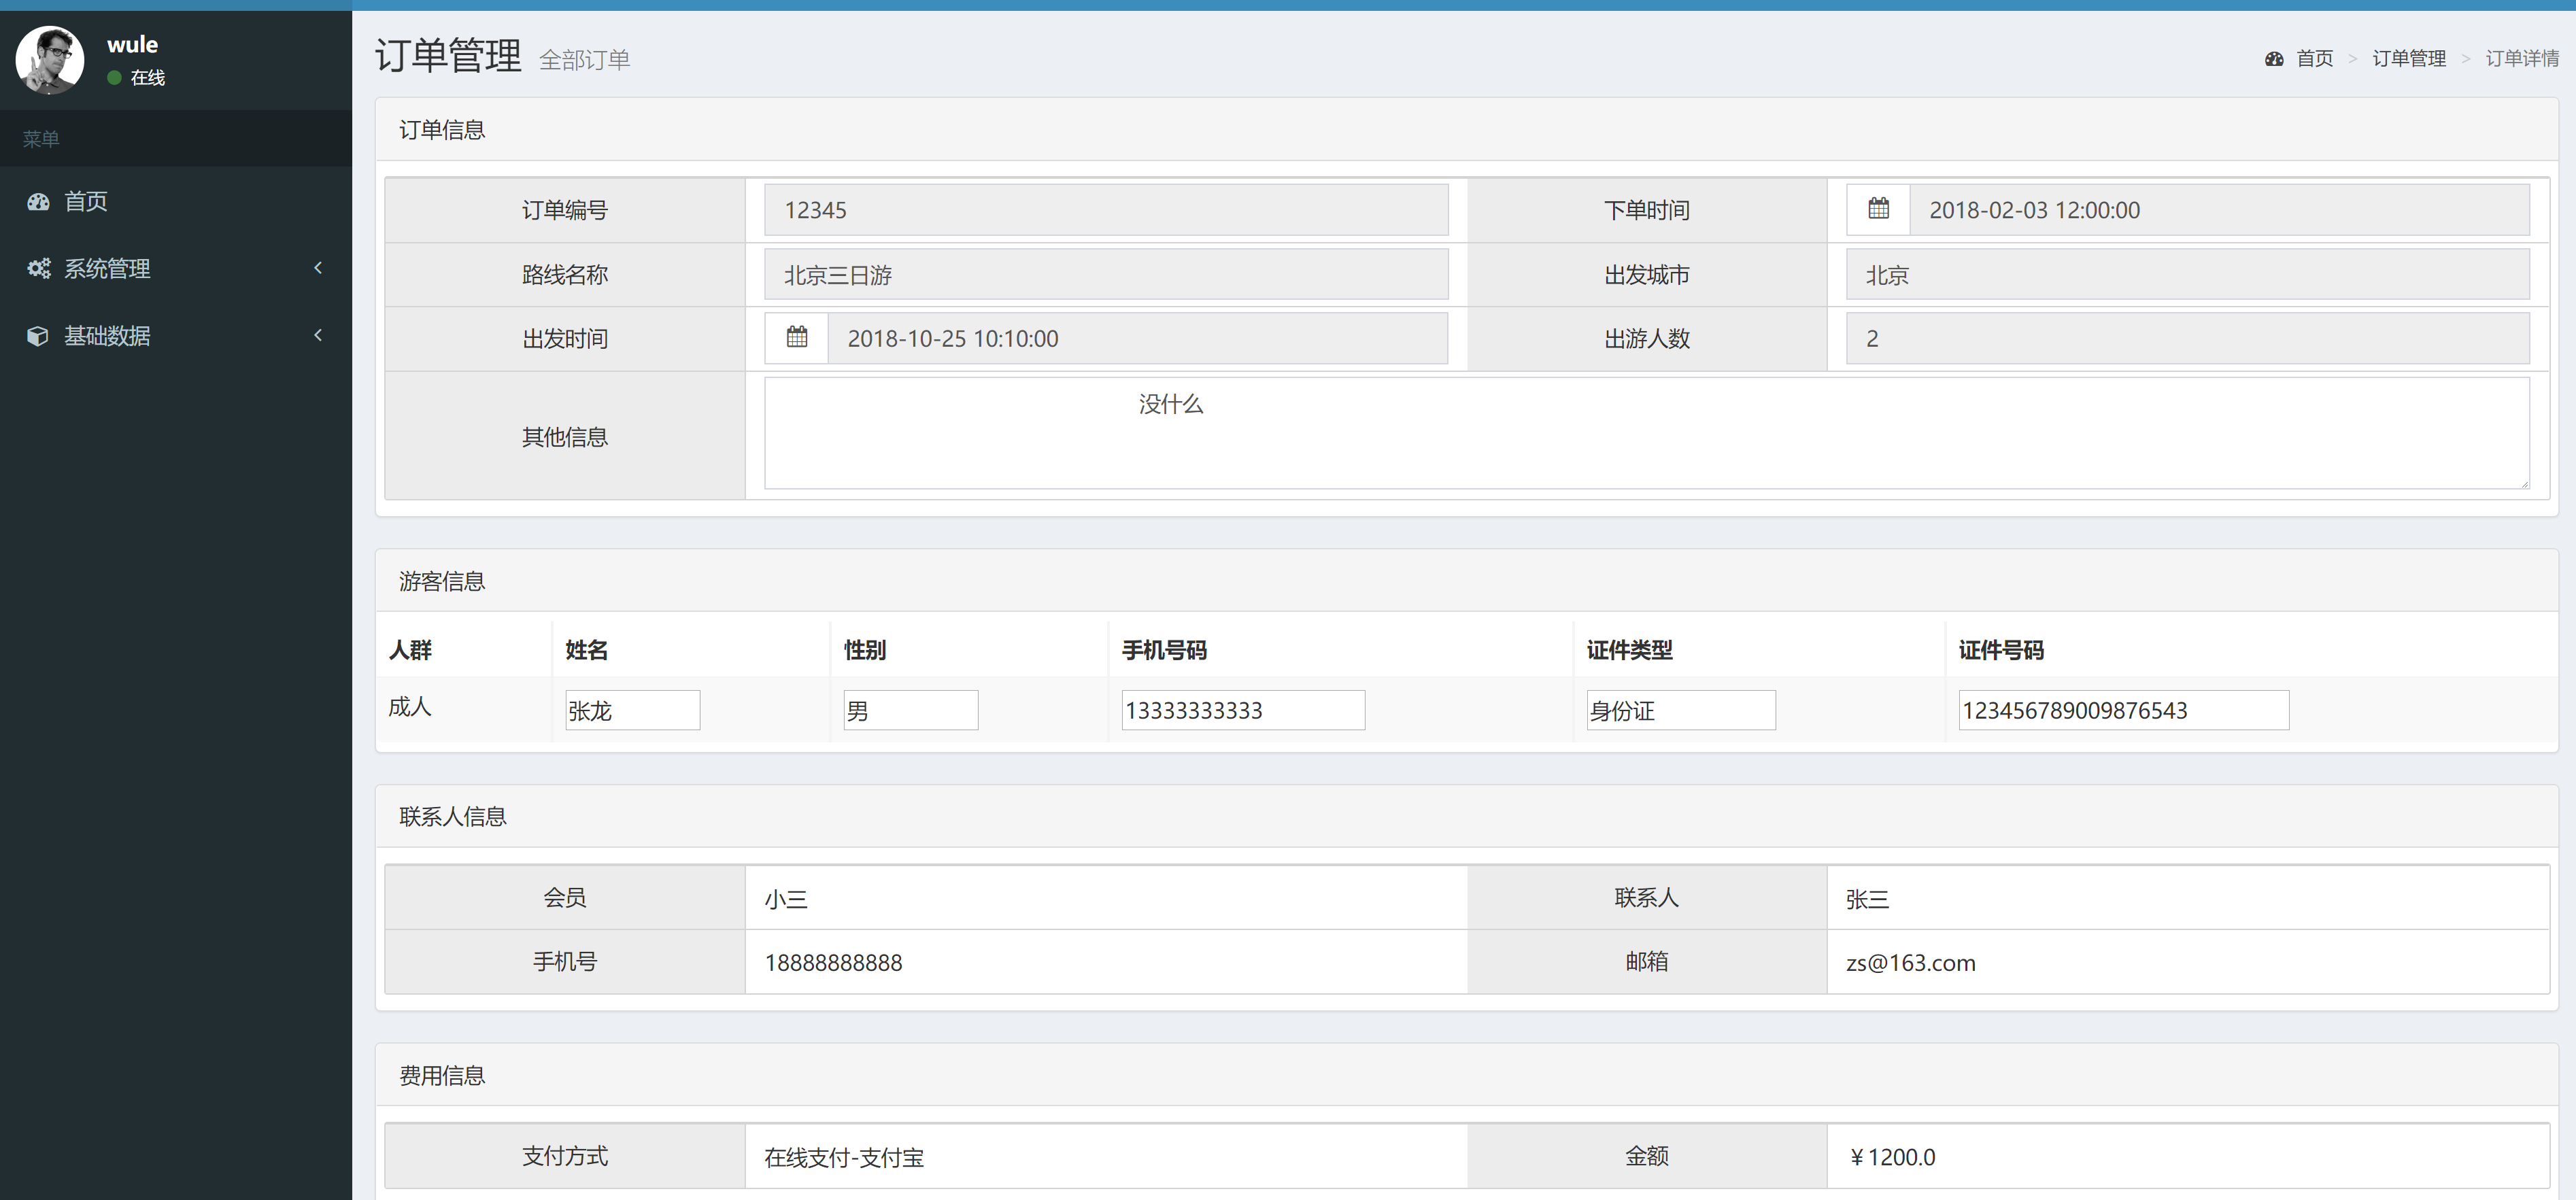 wule
在线
菜单
首页
系统管理
基础数据
订单管理 全部订单
首页 > 订单管理 > 订单详情
订单信息
订单编号 12345 下单时间 2018-02-03 12:00:00
路线名称 北京三日游 出发城市 北京
出发时间 2018-10-25 10:10:00 出游人数 2
其他信息 没什么
游客信息
人群 姓名 性别 手机号码 证件类型 证件号码
成人 张龙 男 13333333333 身份证 123456789009876543
联系人信息
会员 小三 联系人 张三
手机号 18888888888 邮箱 zs@163.com
费用信息
支付方式 在线支付-支付宝 金额 ￥1200.0